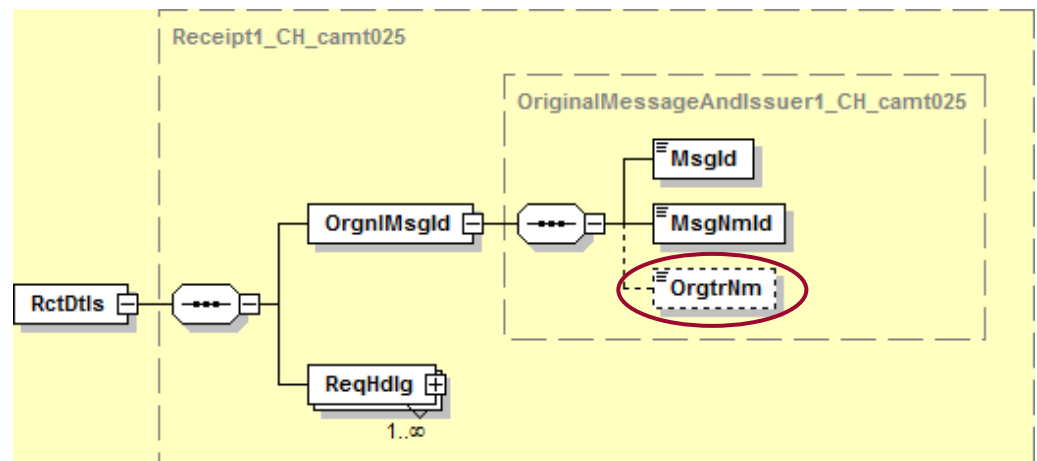 Receipt1_CH_camt025
OriginalMessageAndIssuer1_CH_camt025
MsgId
OrgnlMsgId
MsgNmId
OrgtrNm
RctDtls
ReqHdlg
1..∞